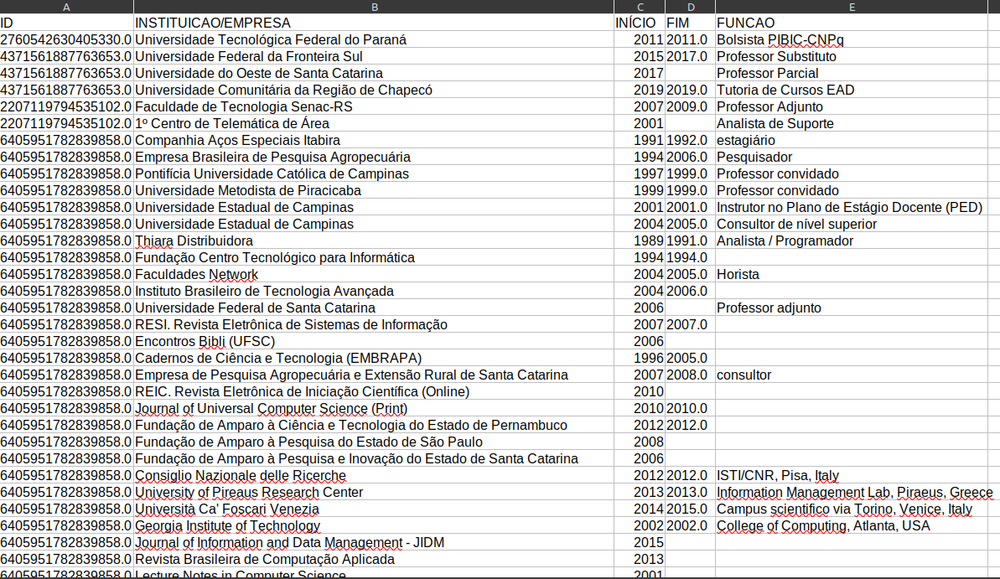 A B C D E
ID INSTITUICAO/EMPRESA INÍCIO FIM FUNCAO
2760542630405330.0 Universidade Tecnológica Federal do Paraná 2011 2011.0 Bolsista PIBIC-CNPq
4371561887763653.0 Universidade Federal da Fronteira Sul 2015 2017.0 Professor Substituto
4371561887763653.0 Universidade do Oeste de Santa Catarina 2017 Professor Parcial
4371561887763653.0 Universidade Comunitária da Região de Chapecó 2019 2019.0 Tutoria de Cursos EAD
2207119794535102.0 Faculdade de Tecnologia Senac-RS 2007 2009.0 Professor Adjunto
2207119794535102.0 1º Centro de Telemática de Área 2001 Analista de Suporte
6405951782839858.0 Companhia Aços Especiais Itabira 1991 1992.0 estagiário
6405951782839858.0 Empresa Brasileira de Pesquisa Agropecuária 1994 2006.0 Pesquisador
6405951782839858.0 Pontifícia Universidade Católica de Campinas 1997 1999.0 Professor convidado
6405951782839858.0 Universidade Metodista de Piracicaba 1999 1999.0 Professor convidado
6405951782839858.0 Universidade Estadual de Campinas 2001 2001.0 Instrutor no Plano de Estágio Docente (PED)
6405951782839858.0 Universidade Estadual de Campinas 2004 2005.0 Consultor de nível superior
6405951782839858.0 Thiara Distribuidora 1989 1991.0 Analista / Programador
6405951782839858.0 Fundação Centro Tecnológico para Informática 1994 1994.0
6405951782839858.0 Faculdades Network 2004 2005.0 Horista
6405951782839858.0 Instituto Brasileiro de Tecnologia Avançada 2004 2006.0
6405951782839858.0 Universidade Federal de Santa Catarina 2006 Professor adjunto
6405951782839858.0 RESI. Revista Eletrônica de Sistemas de Informação 2007 2007.0
6405951782839858.0 Encontros Bibli (UFSC) 2006
6405951782839858.0 Cadernos de Ciência e Tecnologia (EMBRAPA) 1996 2005.0
6405951782839858.0 Empresa de Pesquisa Agropecuária e Extensão Rural de Santa Catarina 2007 2008.0 consultor
6405951782839858.0 REIC. Revista Eletrônica de Iniciação Científica (Online) 2010
6405951782839858.0 Journal of Universal Computer Science (Print) 2010 2010.0
6405951782839858.0 Fundação de Amparo à Ciência e Tecnologia do Estado de Pernambuco 2012 2012.0
6405951782839858.0 Fundação de Amparo à Pesquisa do Estado de São Paulo 2008
6405951782839858.0 Fundação de Amparo à Pesquisa e Inovação do Estado de Santa Catarina 2006
6405951782839858.0 Consiglio Nazionale delle Ricerche 2012 2012.0 ISTI/CNR, Pisa, Italy
6405951782839858.0 University of Pireaus Research Center 2013 2013.0 Information Management Lab, Piraeus, Greece
6405951782839858.0 Università Ca' Foscari Venezia 2014 2015.0 Campus scientifico via Torino, Venice, Italy
6405951782839858.0 Georgia Institute of Technology 2002 2002.0 College of Computing, Atlanta, USA
6405951782839858.0 Journal of Information and Data Management - JIDM 2015
6405951782839858.0 Revista Brasileira de Computação Aplicada 2013
6405951782839858.0 Lecture Notes in Computer Science 2001